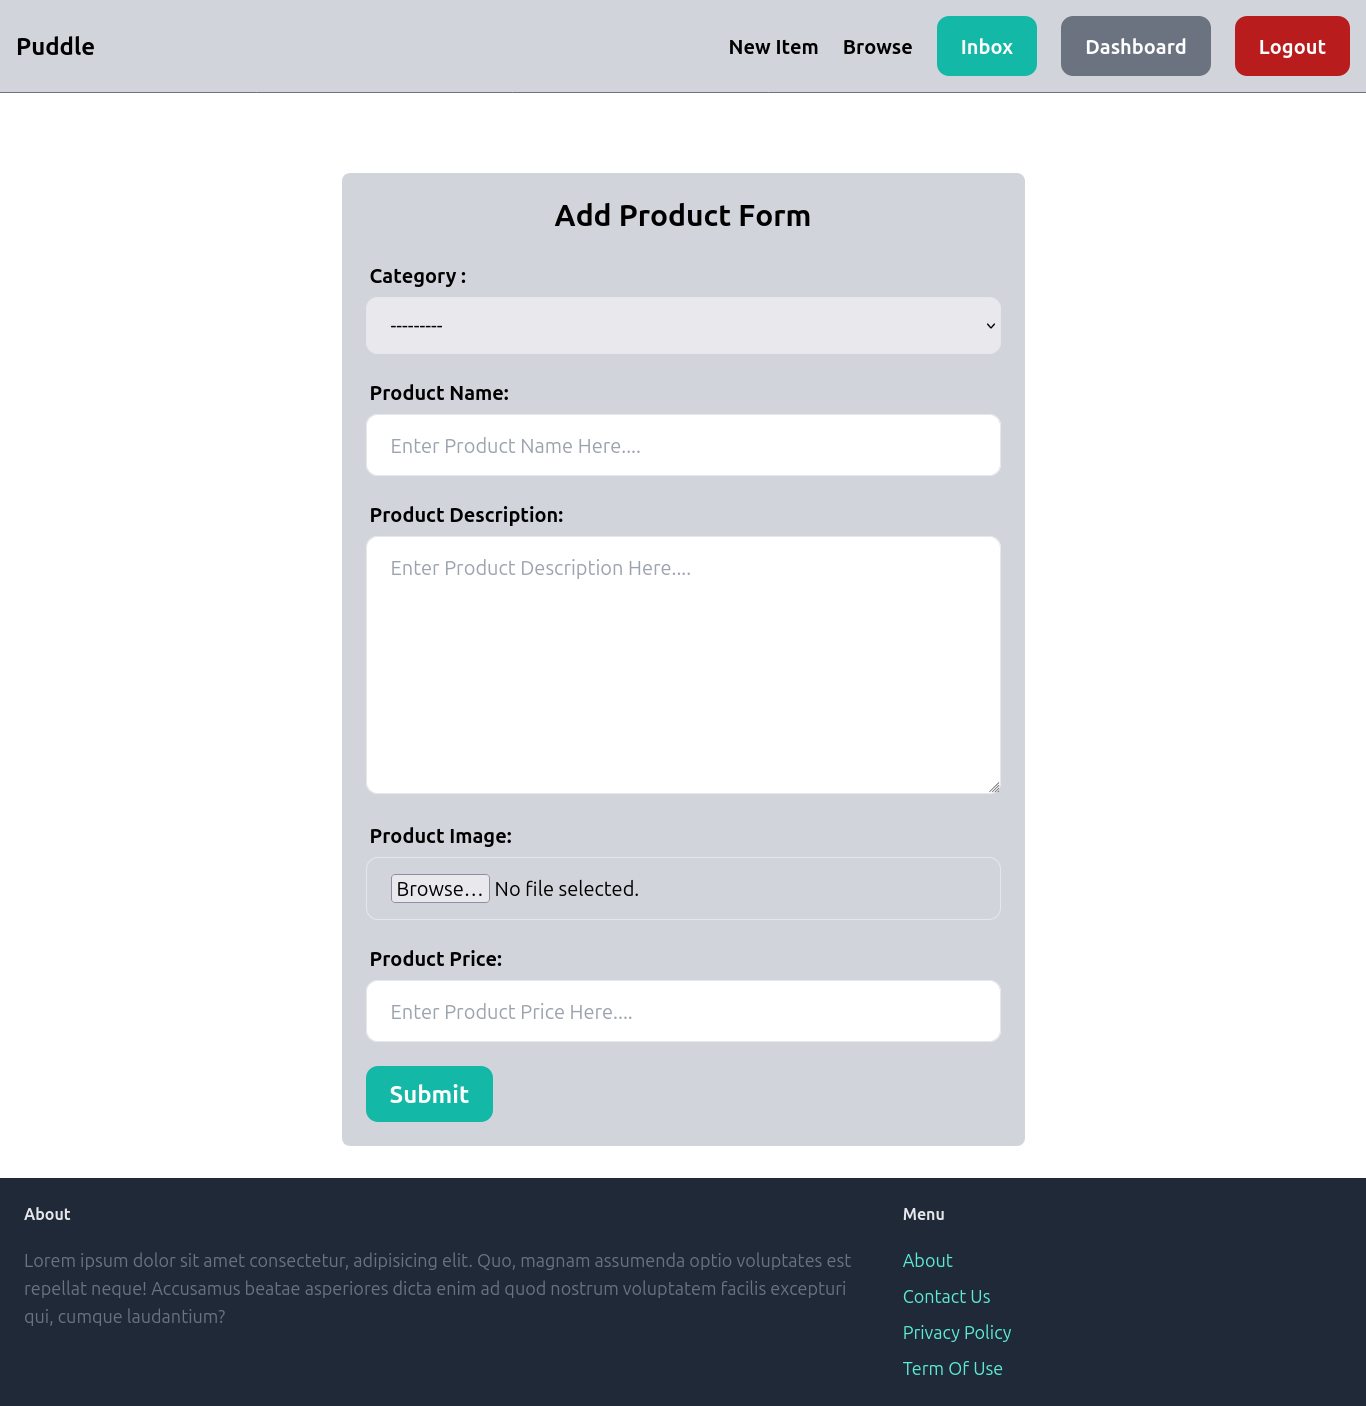 Puddle
New Item Browse Inbox Dashboard Logout
Add Product Form
Category :
---------
Product Name:
Enter Product Name Here....
Product Description:
Enter Product Description Here....
Product Image:
Browse... No file selected.
Product Price:
Enter Product Price Here....
Submit
About
Lorem ipsum dolor sit amet consectetur, adipisicing elit. Quo, magnam assumenda optio voluptates est
repellat neque! Accusamus beatae asperiores dicta enim ad quod nostrum voluptatem facilis excepturi
qui, cumque laudantium?
Menu
About
Contact Us
Privacy Policy
Term Of Use